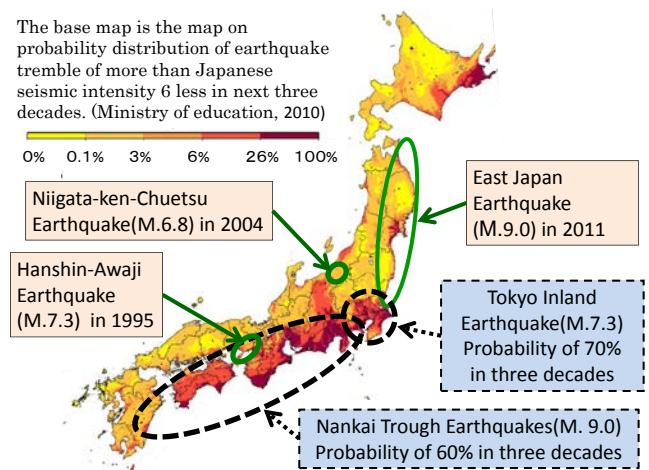 The base map is the map on
probability distribution of earthquake
tremble of more than Japanese
seismic intensity 6 less in next three
decades. (Ministry of education, 2010)
0% 0.1% 3% 6% 26% 100%
Niigata-ken-Chuetsu
Earthquake(M.6.8) in 2004
East Japan
Earthquake
(M.9.0) in 2011
Hanshin-Awaji
Earthquake
(M.7.3) in 1995
Tokyo Inland
Earthquake(M.7.3)
Probability of 70%
in three decades
Nankai Trough Earthquakes(M. 9.0)
Probability of 60% in three decades